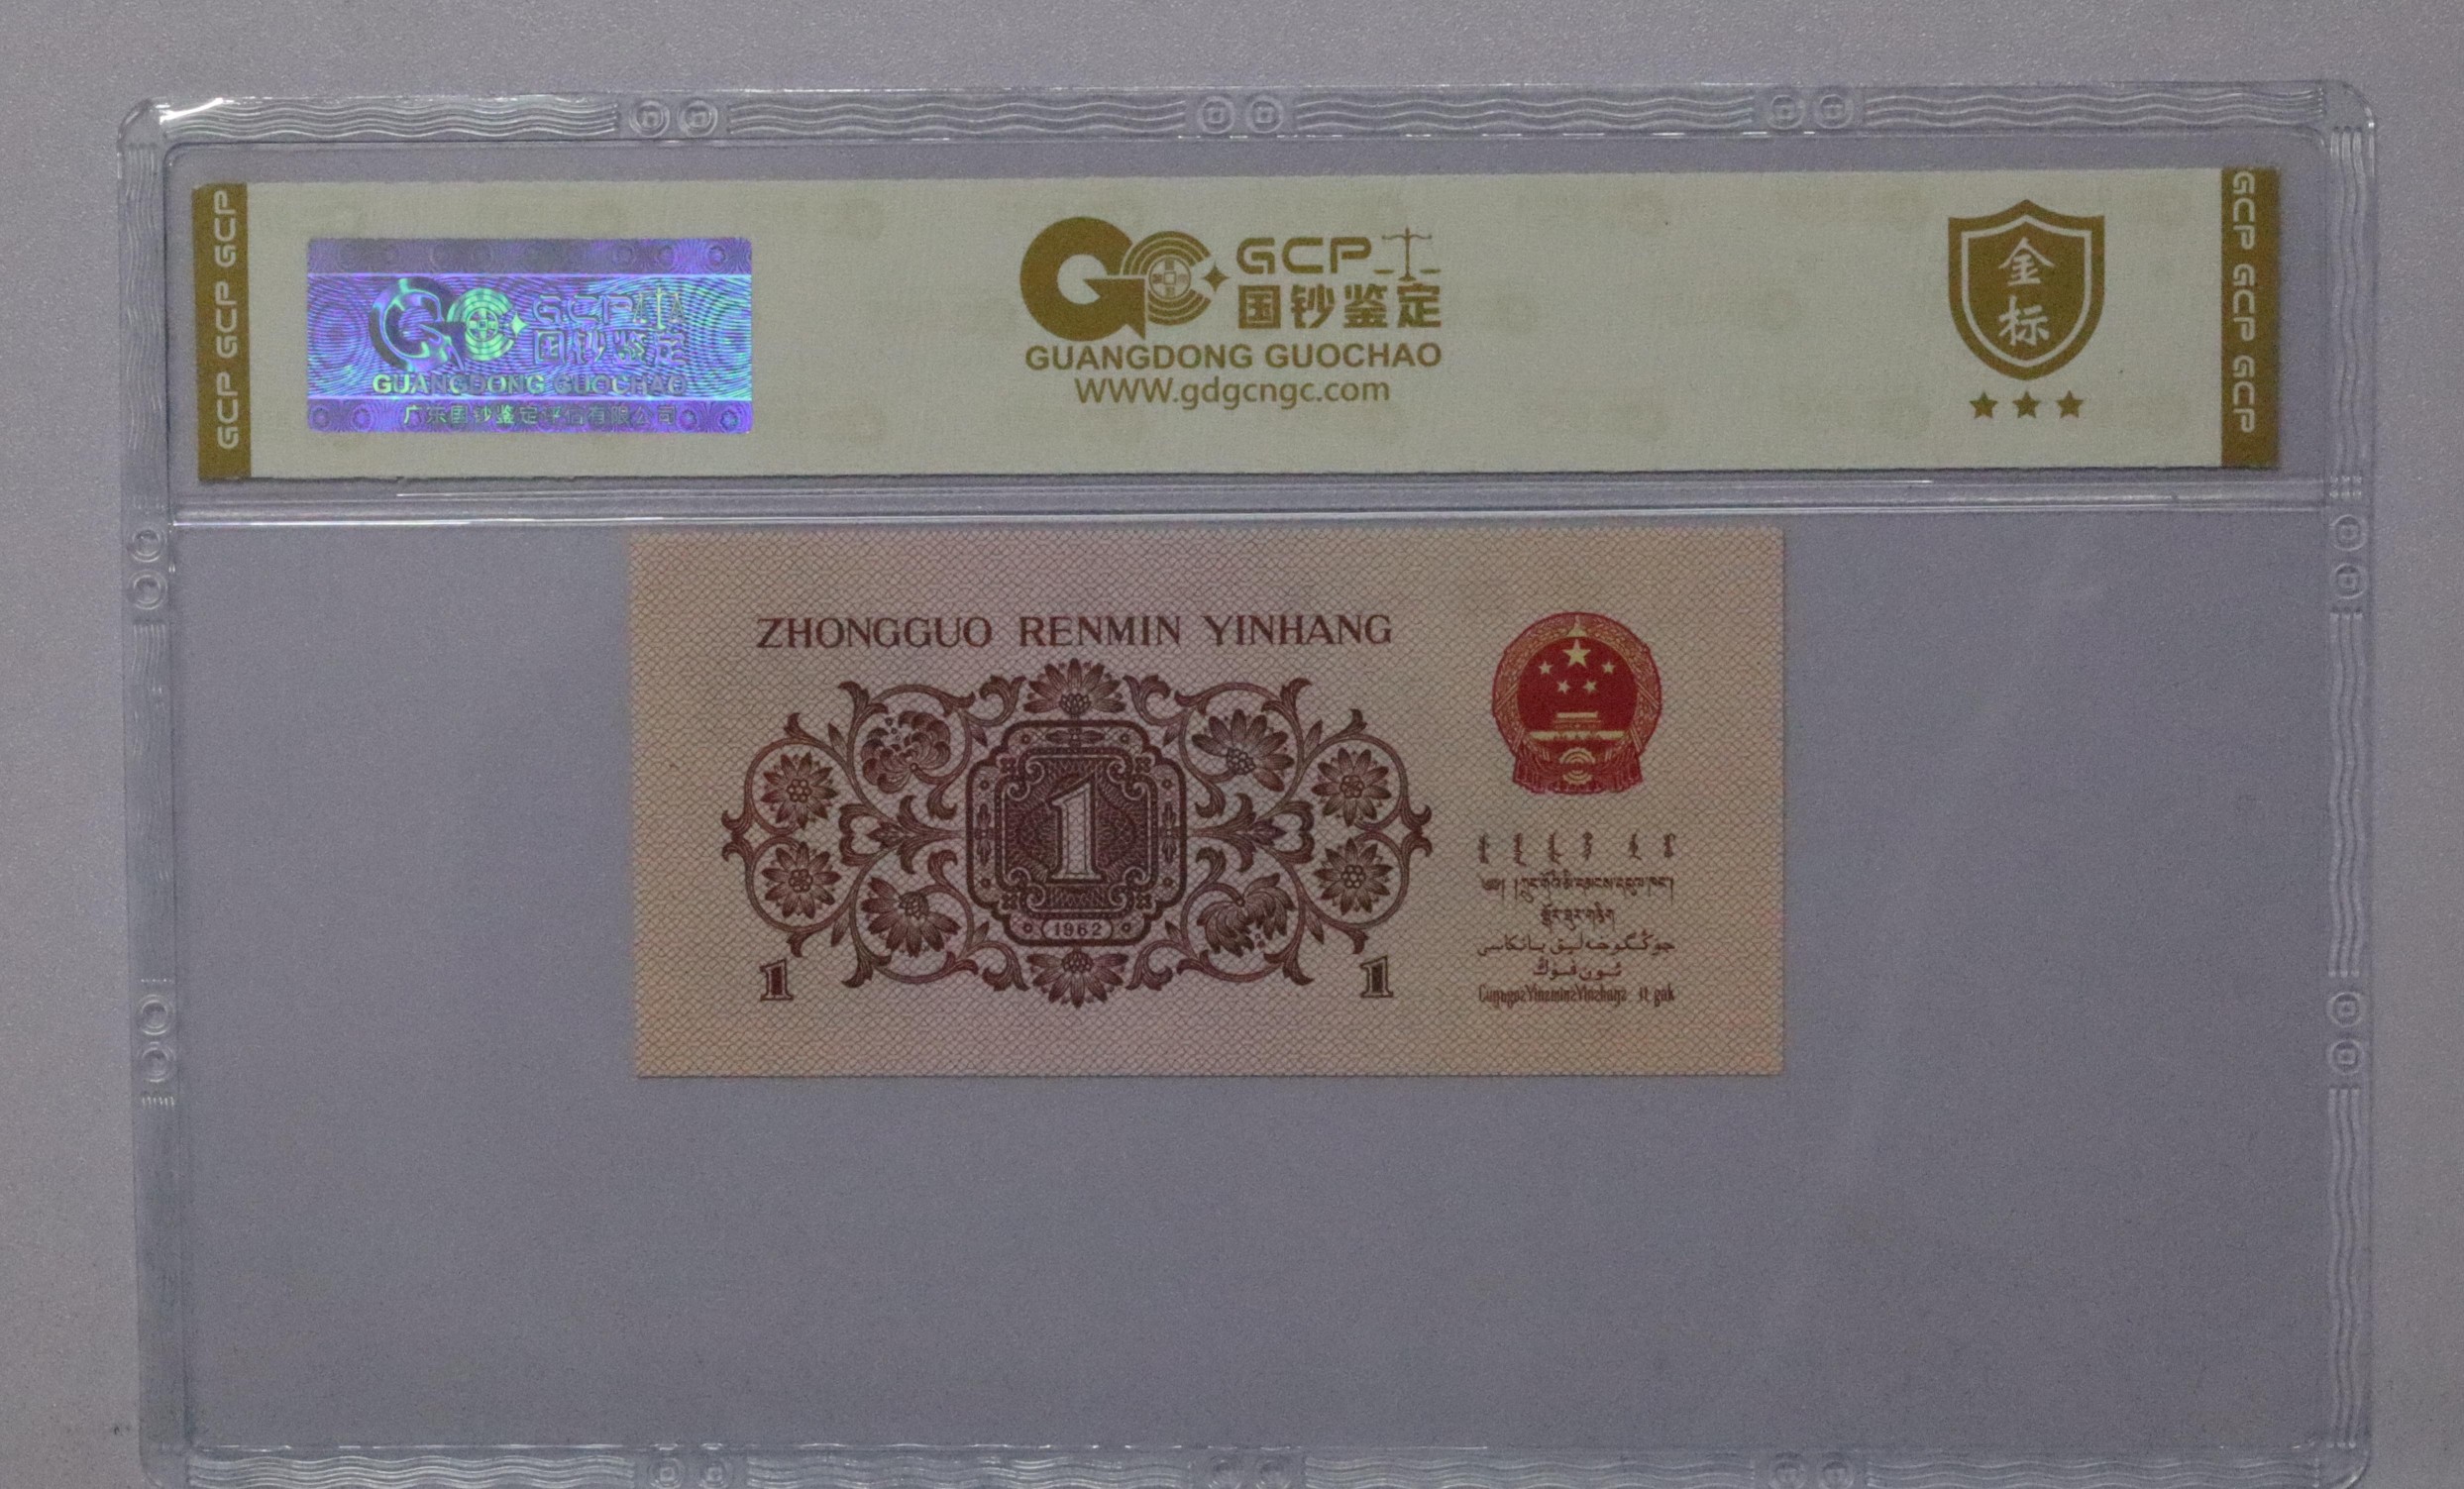 GCP GCP GCP
GCP
国钞鉴定
GUANGDONG GUOCHAO
广东国钞鉴定评估有限公司
GCP
国钞鉴定
GUANGDONG GUOCHAO
WWW.gdgcngc.com
金
标
GCP GCP GCP
ZHONGGUO RENMIN YINHANG
1
1962
1 1